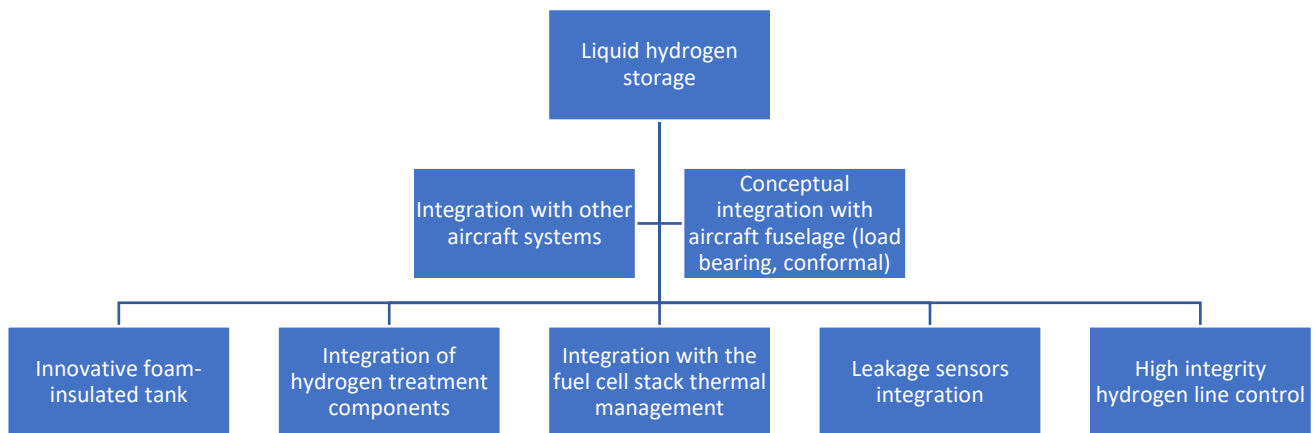 Liquid hydrogen
storage
Integration with other
aircraft systems
Conceptual
integration with
aircraft fuselage (load
bearing, conformal)
Innovative foam-
insulated tank
Integration of
hydrogen treatment
components
Integration with the
fuel cell stack thermal
management
Leakage sensors
integration
High integrity
hydrogen line control